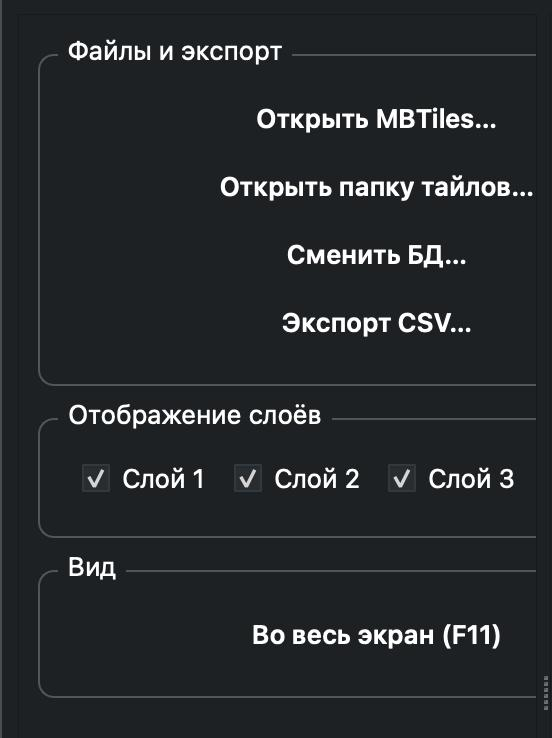 Файлы и экспорт
Открыть MBTiles...
Открыть папку тайлов...
Сменить БД...
Экспорт CSV...
Отображение слоёв
Слой 1 Слой 2 Слой 3
Вид
Во весь экран (F11)